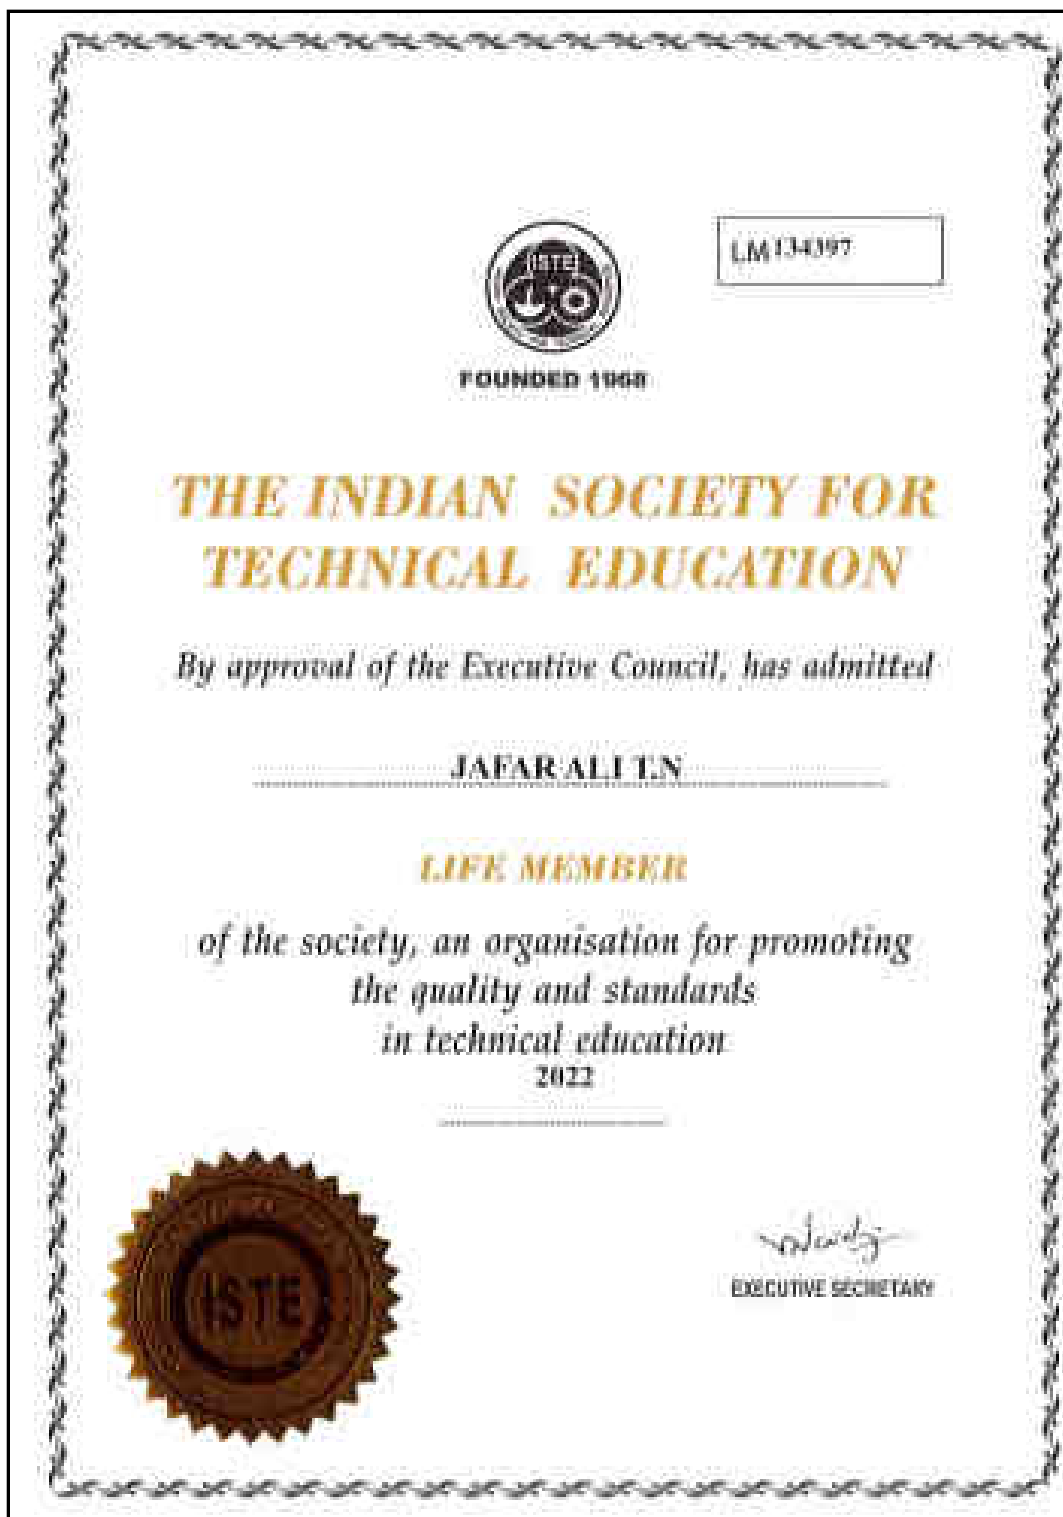 ISTE
LM 134397
FOUNDED 1968
THE INDIAN SOCIETY FOR
TECHNICAL EDUCATION
By approval of the Executive Council, has admitted
JAFAR ALI T.N
LIFE MEMBER
of the society, an organisation for promoting
the quality and standards
in technical education
2022
ISTE
EXECUTIVE SECRETARY